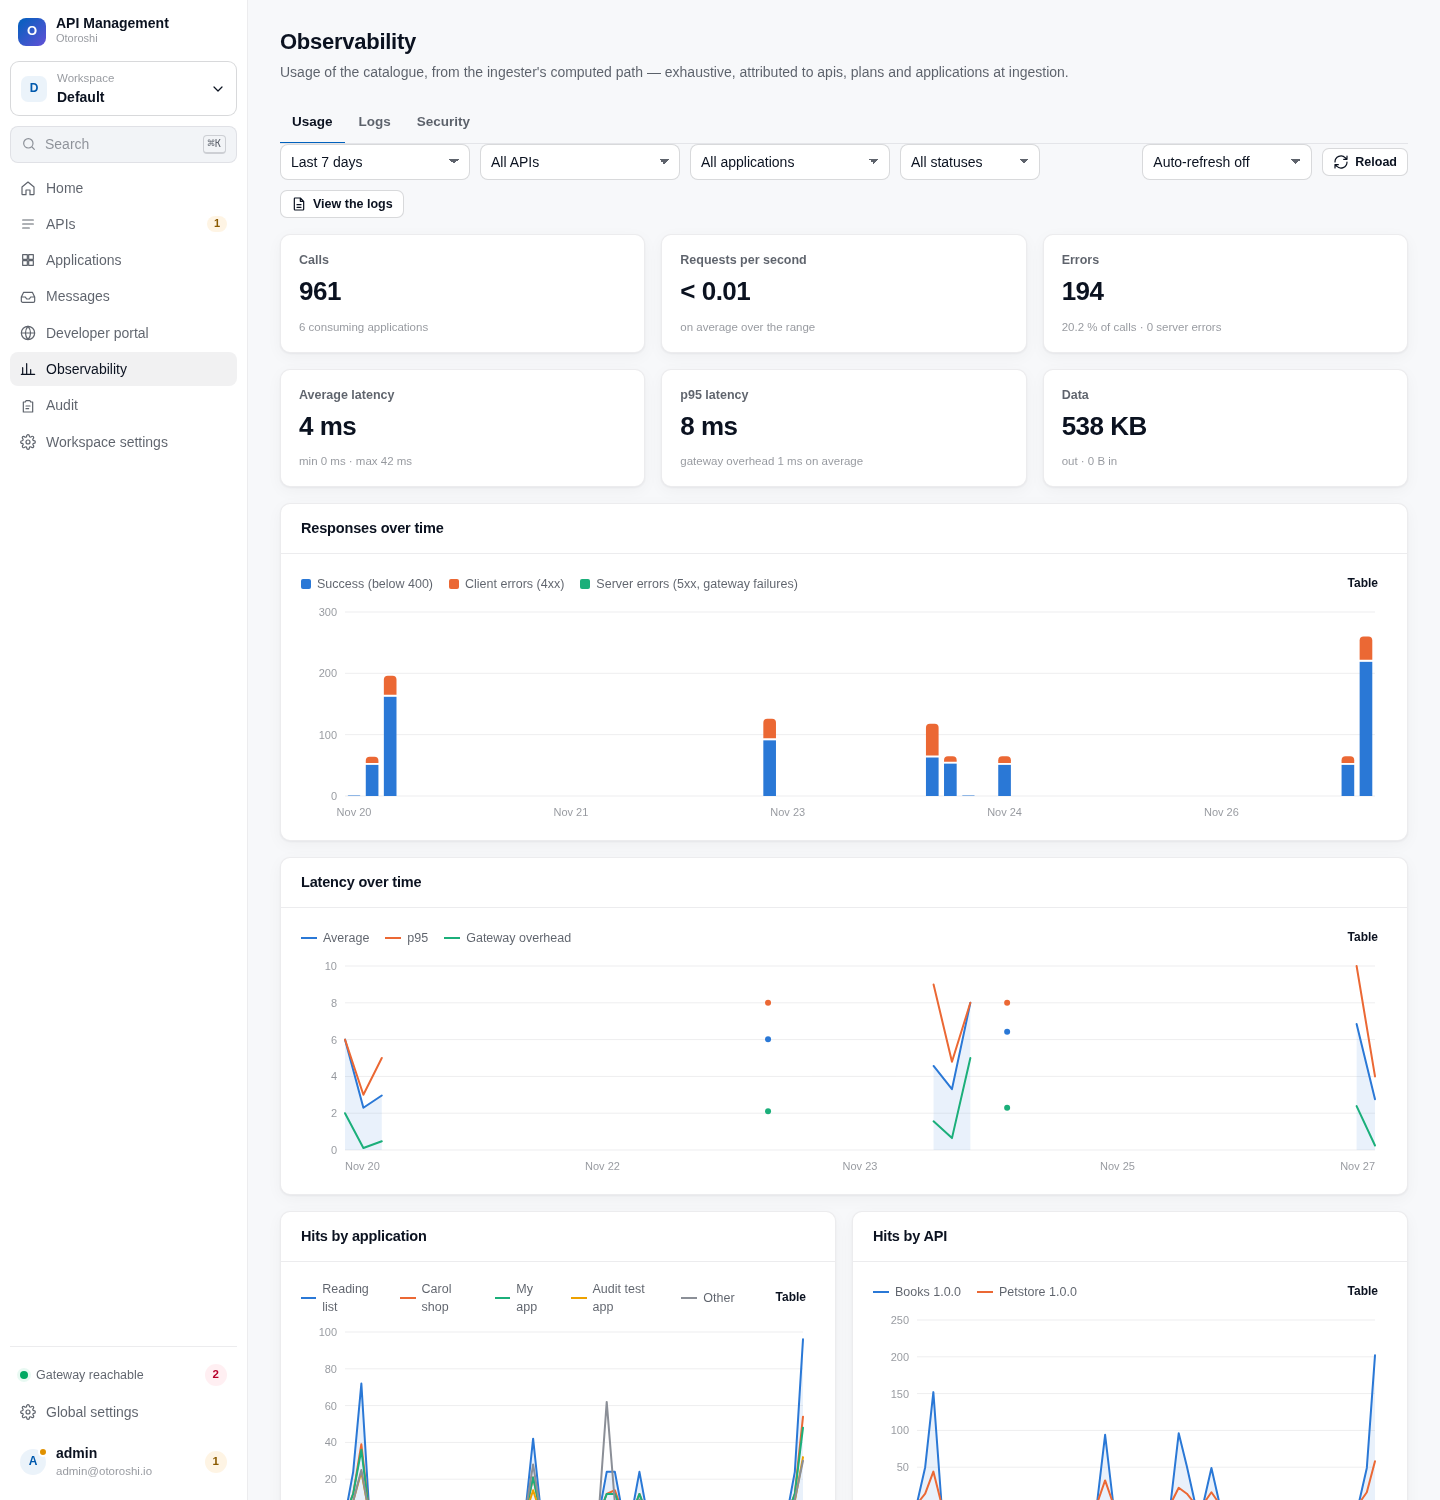 O
API Management
Otoroshi
D
Workspace
Default
Search
⌘K
Home
APIs
1
Applications
Messages
Developer portal
Observability
Audit
Workspace settings
Gateway reachable
2
Global settings
A
admin
admin@otoroshi.io
1
Observability
Usage of the catalogue, from the ingester's computed path — exhaustive, attributed to apis, plans and applications at ingestion.
Usage Logs Security
Last 7 days All APIs All applications All statuses Auto-refresh off Reload
View the logs
Calls
961
6 consuming applications
Requests per second
< 0.01
on average over the range
Errors
194
20.2 % of calls · 0 server errors
Average latency
4 ms
min 0 ms · max 42 ms
p95 latency
8 ms
gateway overhead 1 ms on average
Data
538 KB
out · 0 B in
Responses over time
Success (below 400) Client errors (4xx) Server errors (5xx, gateway failures) Table
300
200
100
0
Nov 20 Nov 21 Nov 23 Nov 24 Nov 26
Latency over time
Average p95 Gateway overhead Table
10
8
6
4
2
0
Nov 20 Nov 22 Nov 23 Nov 25 Nov 27
Hits by application
Reading list Carol shop My app Audit test app Other Table
100
80
60
40
20
Hits by API
Books 1.0.0 Petstore 1.0.0 Table
250
200
150
100
50